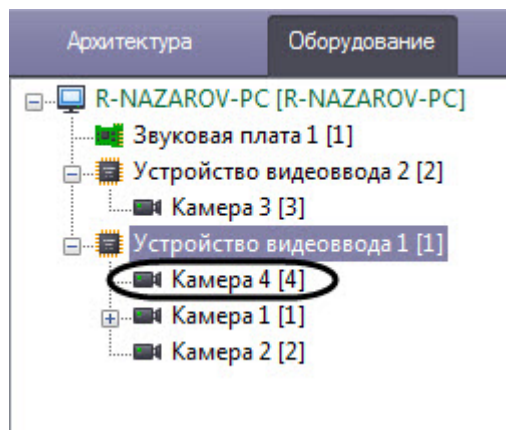 Архитектура Оборудование
R-NAZAROV-PC [R-NAZAROV-PC]
Звуковая плата 1 [1]
Устройство видеоввода 2 [2]
Камера 3 [3]
Устройство видеоввода 1 [1]
Камера 4 [4]
Камера 1 [1]
Камера 2 [2]